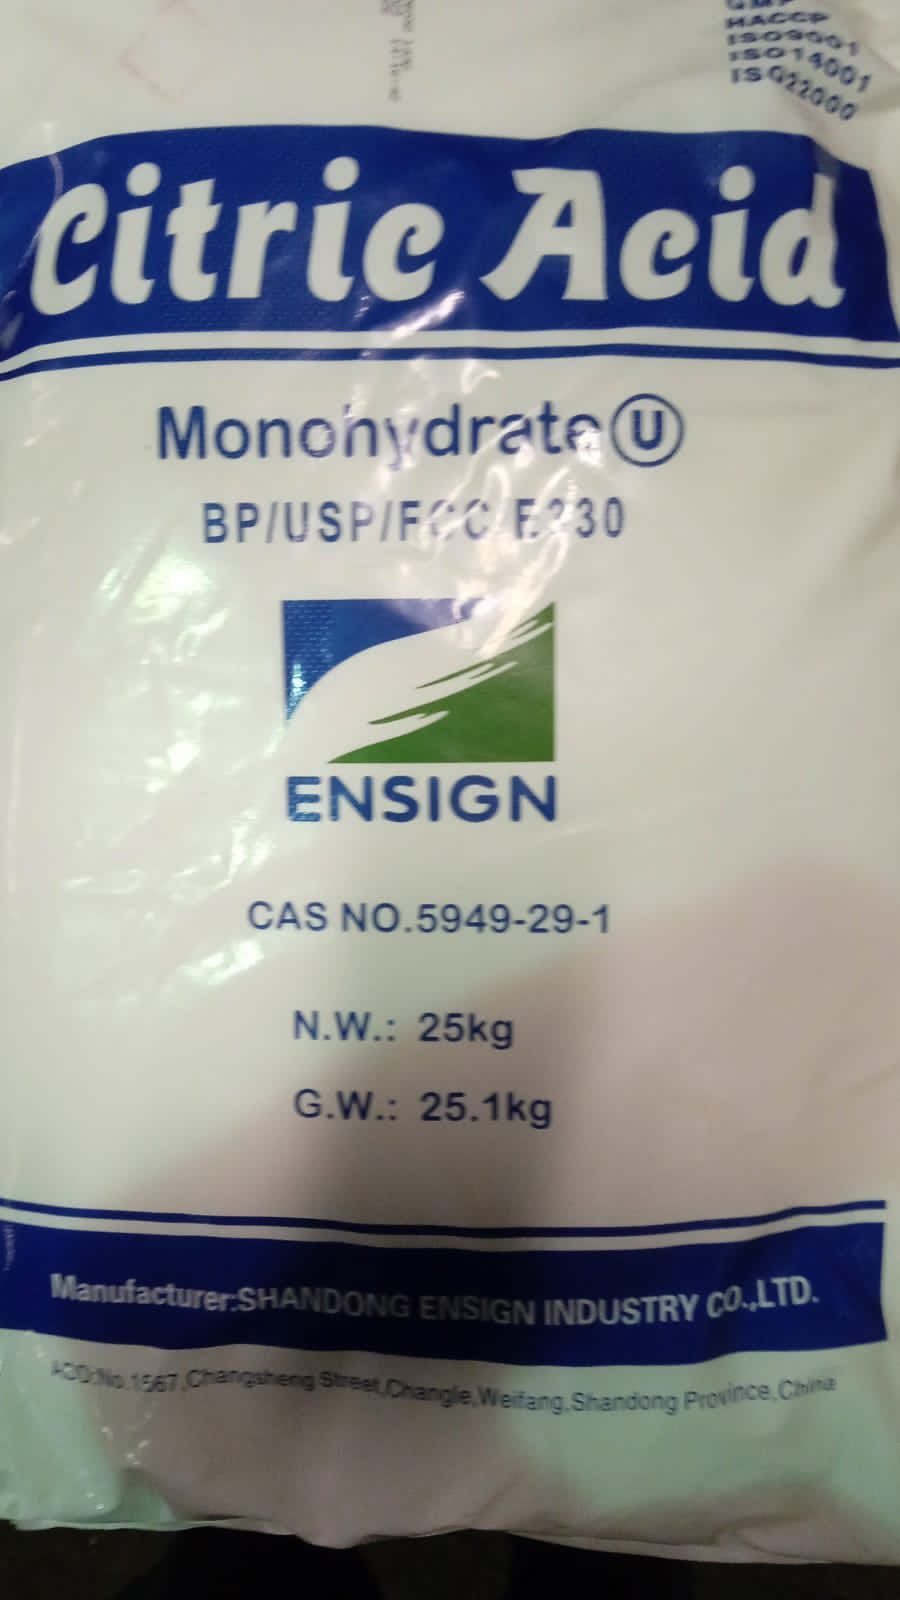 GMP
HACCP
ISO9001
ISO14001
ISO22000
Citric Acid
Monohydrate U
BP/USP/FCC/E330
ENSIGN
CAS NO.5949-29-1
N.W.: 25kg
G.W.: 25.1kg
Manufacturer:SHANDONG ENSIGN INDUSTRY CO.,LTD.
ADD:No.1567,Changsheng Street,Changle,Weifang,Shandong Province,China